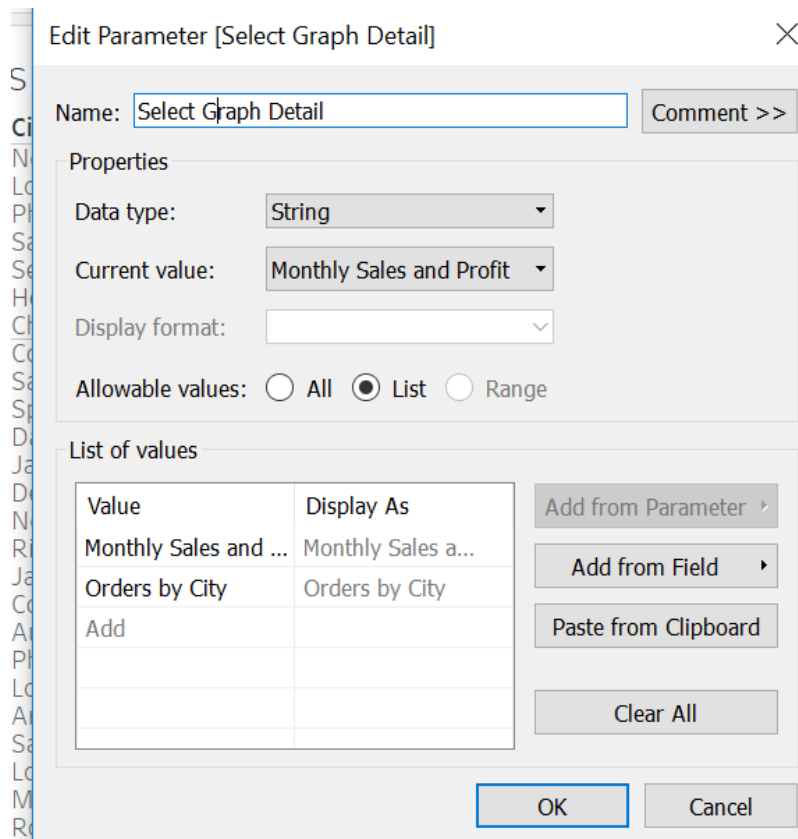 Edit Parameter [Select Graph Detail]
Name: Select Graph Detail Comment >>
Properties
Data type: String
Current value: Monthly Sales and Profit
Display format:
Allowable values: All List Range
List of values
Value Display As
Monthly Sales and ... Monthly Sales a...
Orders by City Orders by City
Add
Add from Parameter
Add from Field
Paste from Clipboard
Clear All
OK Cancel